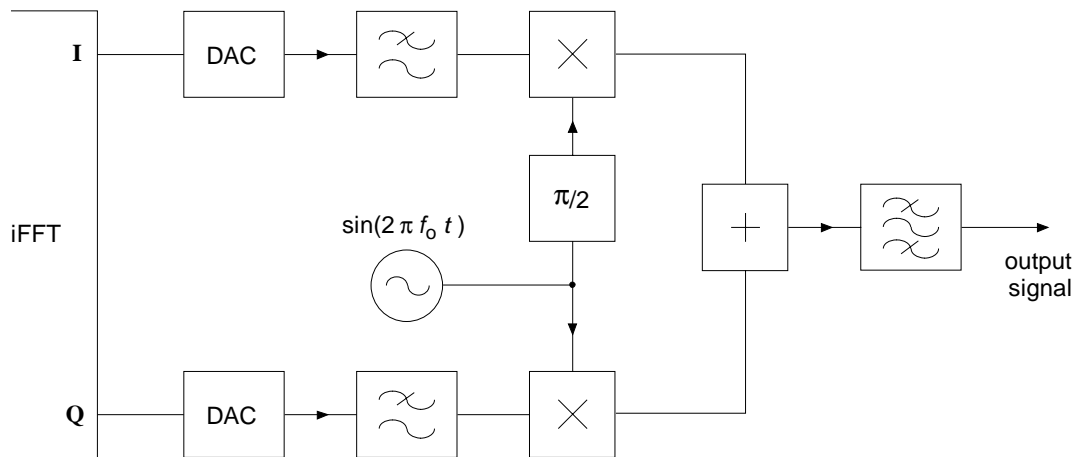 I
DAC
π/2
iFFT
sin(2 π fo t )
output
signal
Q
DAC